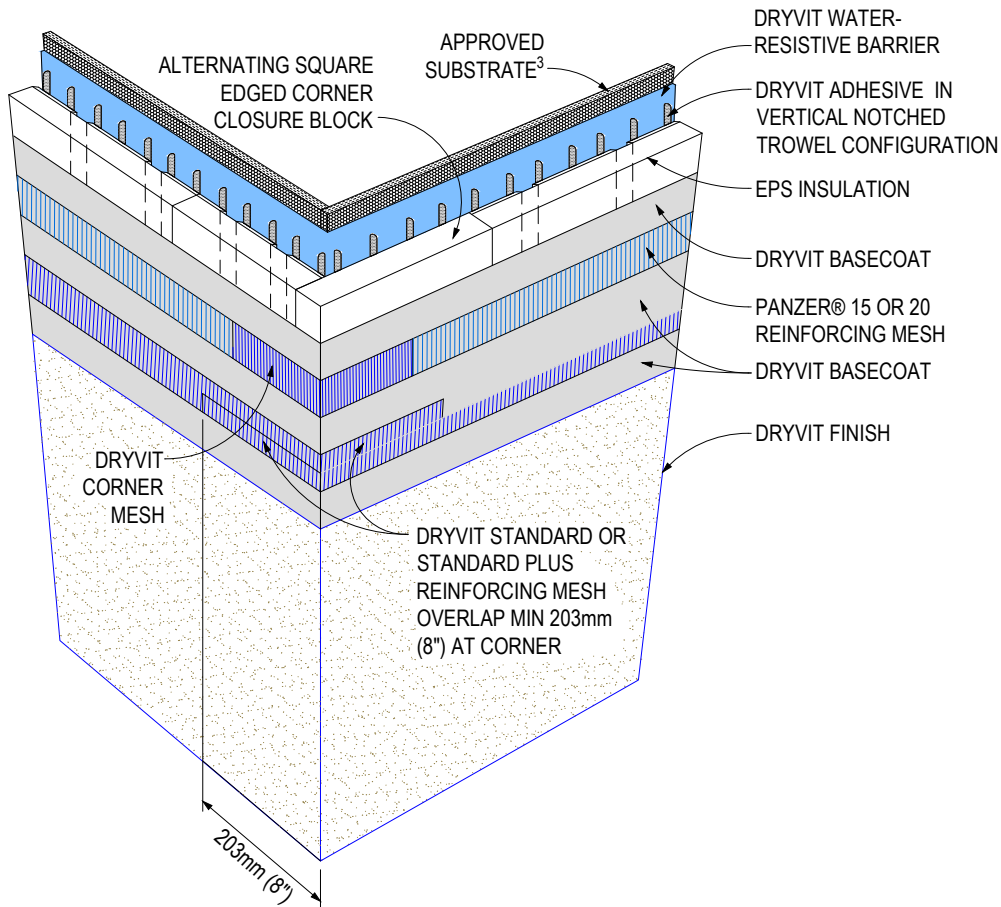 DRYVIT WATER-
RESISTIVE BARRIER
APPROVED
SUBSTRATE³
ALTERNATING SQUARE
EDGED CORNER
CLOSURE BLOCK
DRYVIT ADHESIVE IN
VERTICAL NOTCHED
TROWEL CONFIGURATION
EPS INSULATION
DRYVIT BASECOAT
PANZER® 15 OR 20
REINFORCING MESH
DRYVIT BASECOAT
DRYVIT FINISH
DRYVIT
CORNER
MESH
DRYVIT STANDARD OR
STANDARD PLUS
REINFORCING MESH
OVERLAP MIN 203mm
(8") AT CORNER
203mm (8")